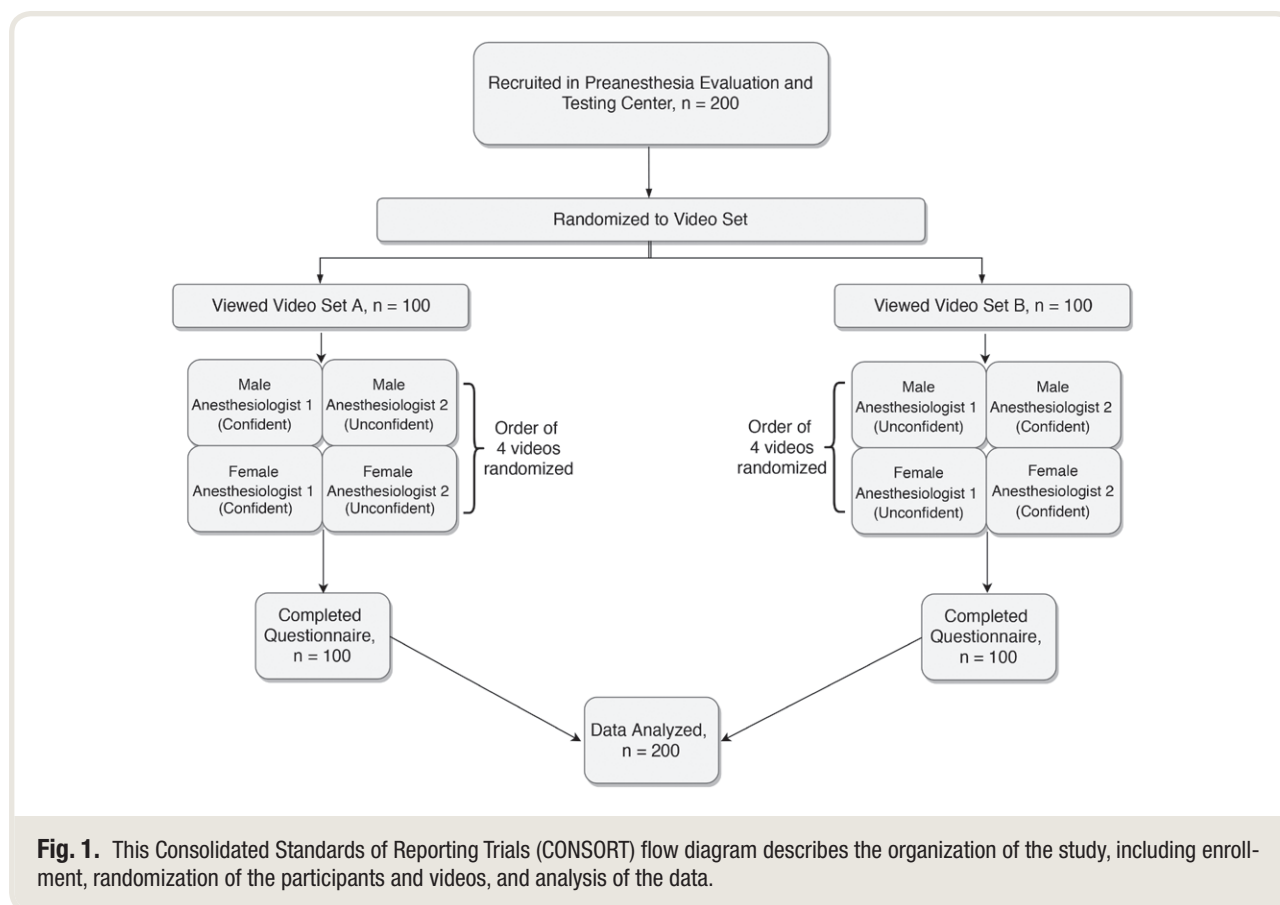 Recruited in Preanesthesia Evaluation and
Testing Center, n = 200
Randomized to Video Set
Viewed Video Set A, n = 100
Viewed Video Set B, n = 100
Male
Anesthesiologist 1
(Confident)
Male
Anesthesiologist 2
(Unconfident)
Female
Anesthesiologist 1
(Confident)
Female
Anesthesiologist 2
(Unconfident)
Order of
4 videos
randomized
Order of
4 videos
randomized
Male
Anesthesiologist 1
(Unconfident)
Male
Anesthesiologist 2
(Confident)
Female
Anesthesiologist 1
(Unconfident)
Female
Anesthesiologist 2
(Confident)
Completed
Questionnaire,
n = 100
Completed
Questionnaire,
n = 100
Data Analyzed,
n = 200
Fig. 1. This Consolidated Standards of Reporting Trials (CONSORT) flow diagram describes the organization of the study, including enroll-
ment, randomization of the participants and videos, and analysis of the data.